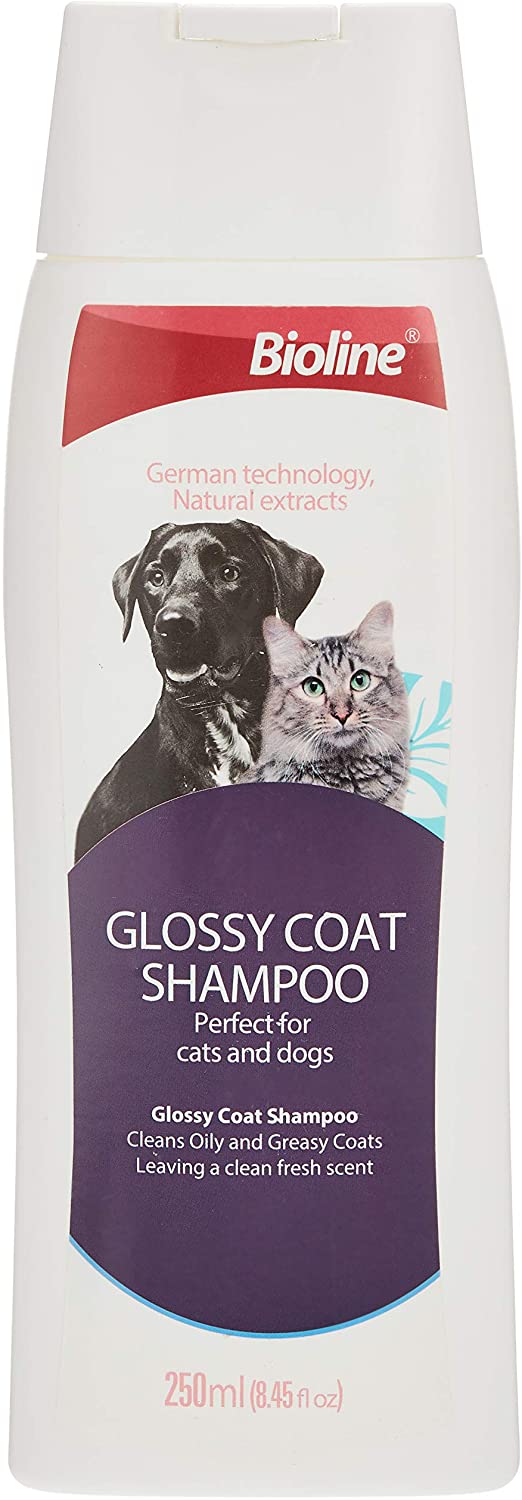 Bioline®
German technology,
Natural extracts
GLOSSY COAT
SHAMPOO
Perfect for
cats and dogs
Glossy Coat Shampoo
Cleans Oily and Greasy Coats
Leaving a clean fresh scent
250ml (8.45 fl oz)